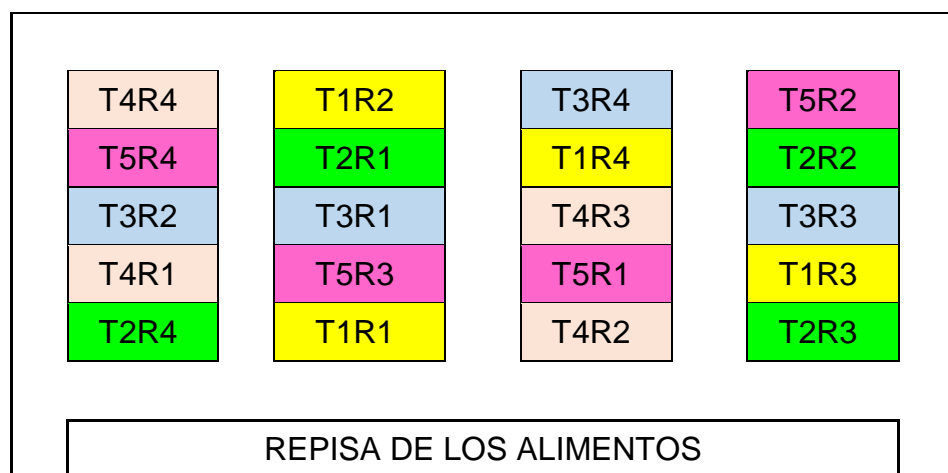 T4R4 T1R2 T3R4 T5R2
T5R4 T2R1 T1R4 T2R2
T3R2 T3R1 T4R3 T3R3
T4R1 T5R3 T5R1 T1R3
T2R4 T1R1 T4R2 T2R3
REPISA DE LOS ALIMENTOS